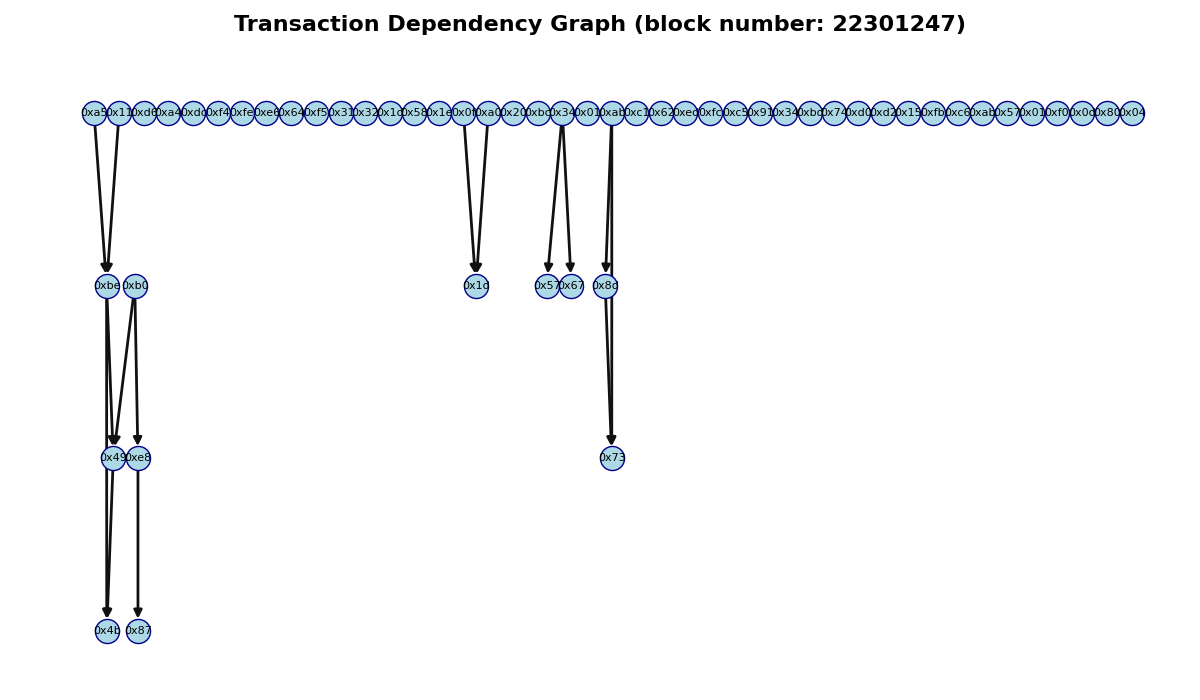 Transaction Dependency Graph (block number: 22301247)
0xa5 0x11 0xd6 0xa4 0xdc 0xf4 0xfe 0xe6 0x64 0xf5 0x31 0x32 0x1c 0x58 0x1e 0x0f 0xa0 0x20 0xbc 0x34 0x01 0xab 0xc1 0x62 0xec 0xfc 0xc5 0x91 0x34 0xbc 0x74 0xd0 0xd2 0x15 0xfb 0xc6 0xab 0x57 0x01 0xf0 0x0c 0x80 0x04
0xbe 0xb0 0x1d 0x57 0x67 0x8d
0x49 0xe8 0x73
0x4b 0x87